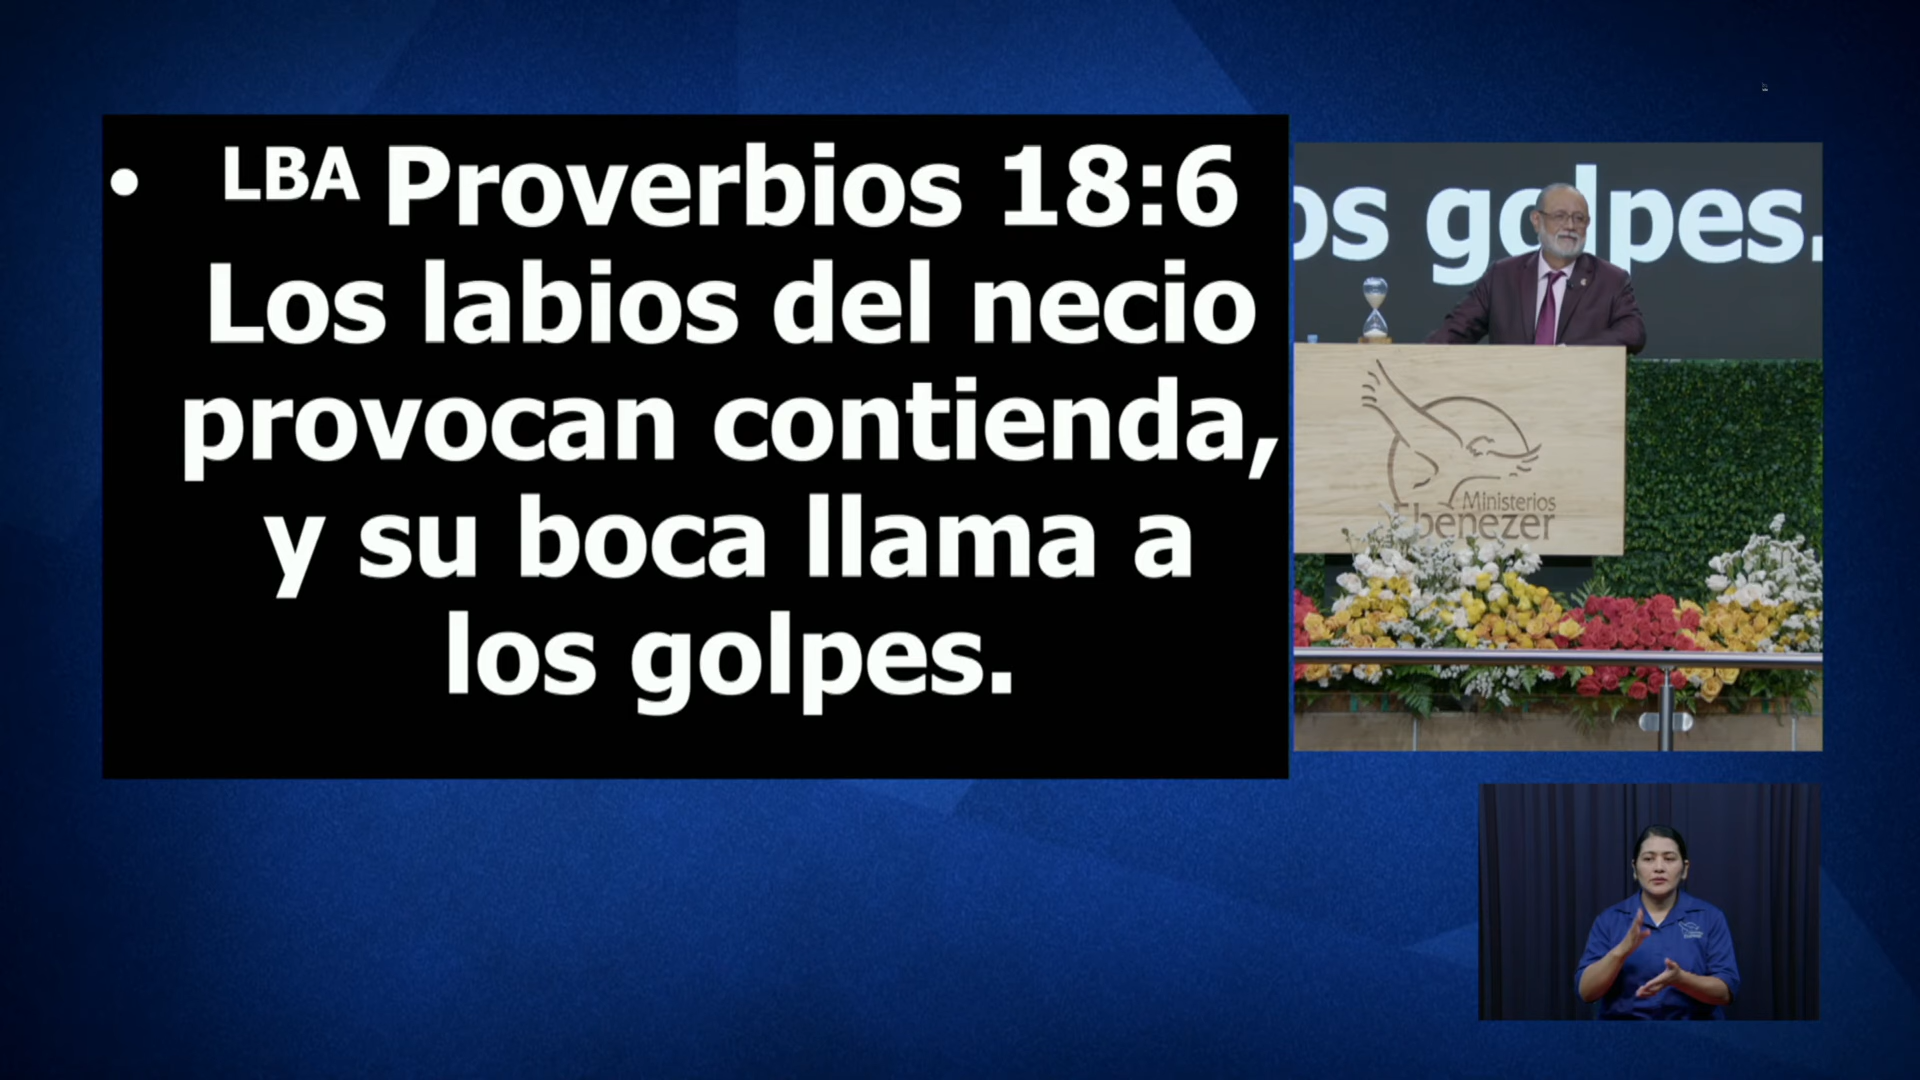 • LBA Proverbios 18:6
Los labios del necio
provocan contienda,
y su boca llama a
los golpes.
os golpes.
Ministerios
Ebenezer